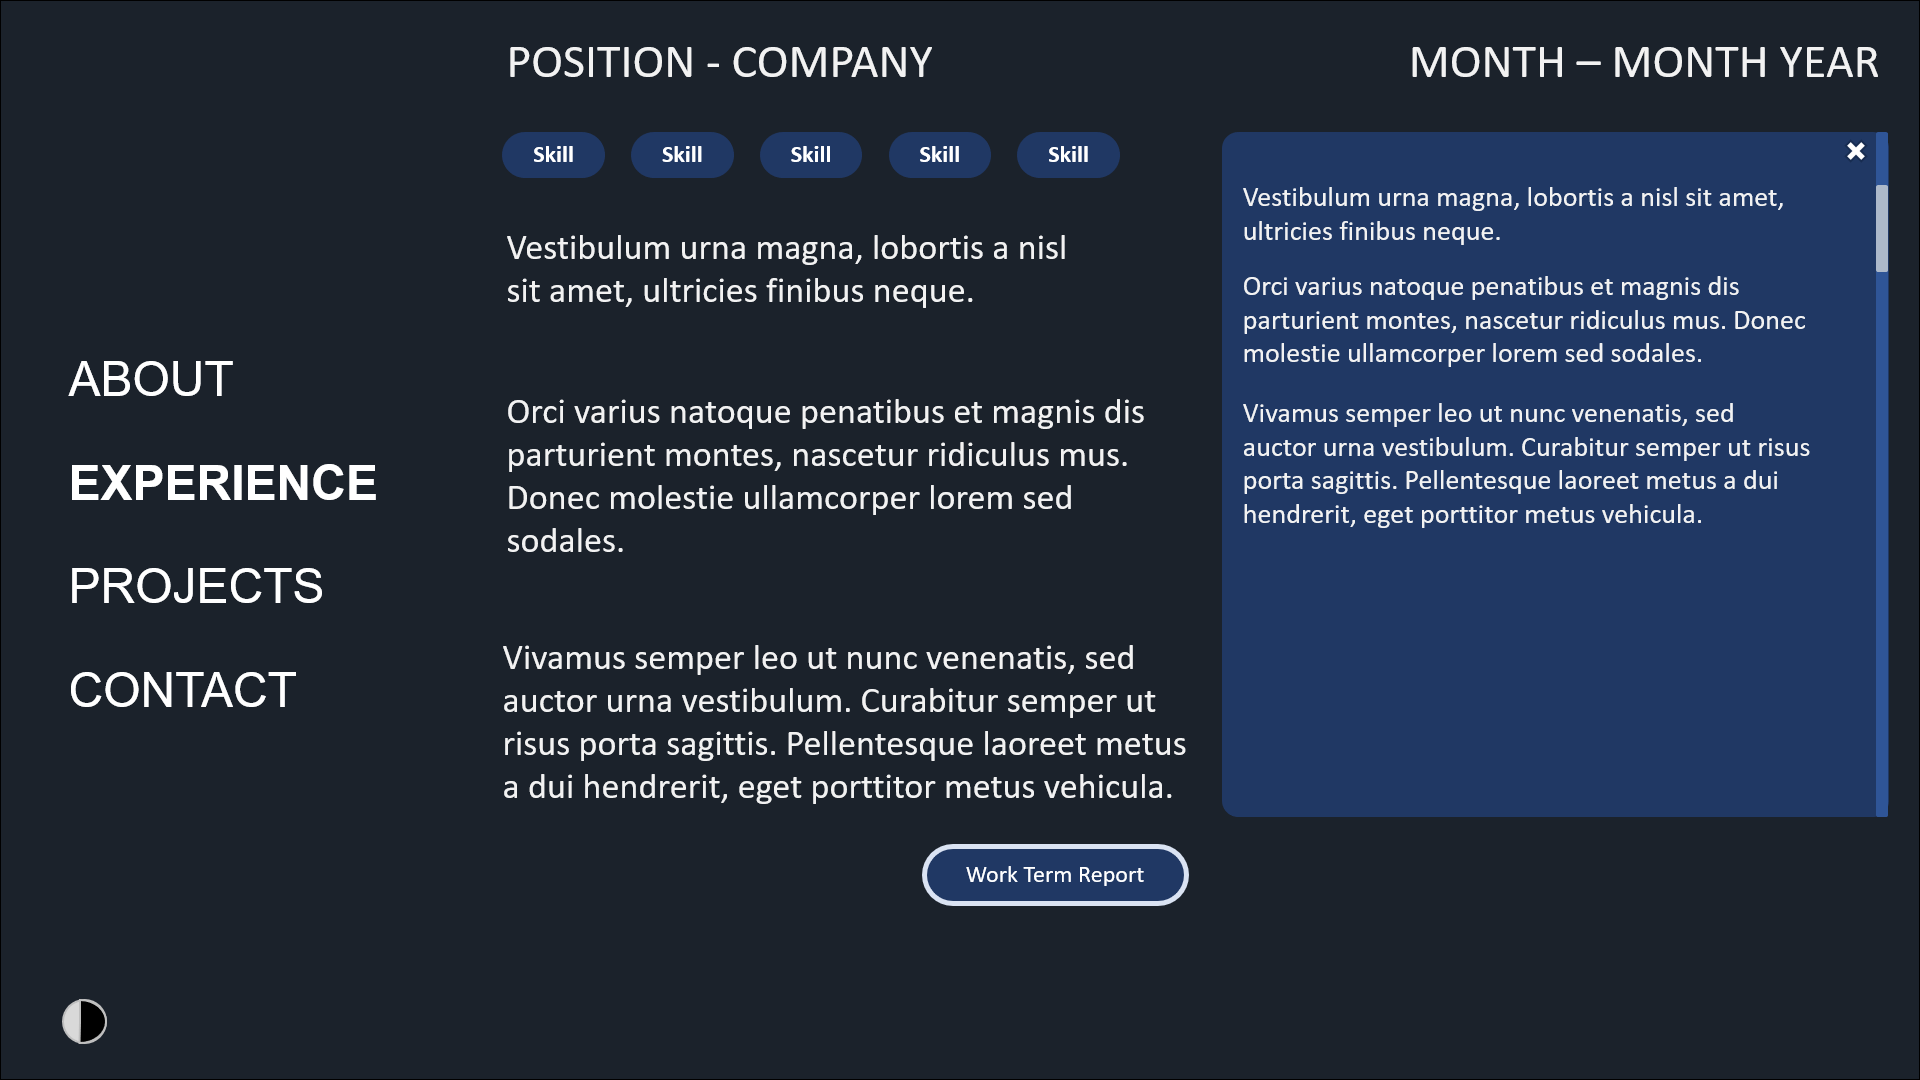 POSITION - COMPANY
MONTH – MONTH YEAR
Skill
Skill
Skill
Skill
Skill
Vestibulum urna magna, lobortis a nisl
sit amet, ultricies finibus neque.
Orci varius natoque penatibus et magnis dis
parturient montes, nascetur ridiculus mus.
Donec molestie ullamcorper lorem sed
sodales.
Vivamus semper leo ut nunc venenatis, sed
auctor urna vestibulum. Curabitur semper ut
risus porta sagittis. Pellentesque laoreet metus
a dui hendrerit, eget porttitor metus vehicula.
Work Term Report
Vestibulum urna magna, lobortis a nisl sit amet,
ultricies finibus neque.
Orci varius natoque penatibus et magnis dis
parturient montes, nascetur ridiculus mus. Donec
molestie ullamcorper lorem sed sodales.
Vivamus semper leo ut nunc venenatis, sed
auctor urna vestibulum. Curabitur semper ut risus
porta sagittis. Pellentesque laoreet metus a dui
hendrerit, eget porttitor metus vehicula.
ABOUT
EXPERIENCE
PROJECTS
CONTACT